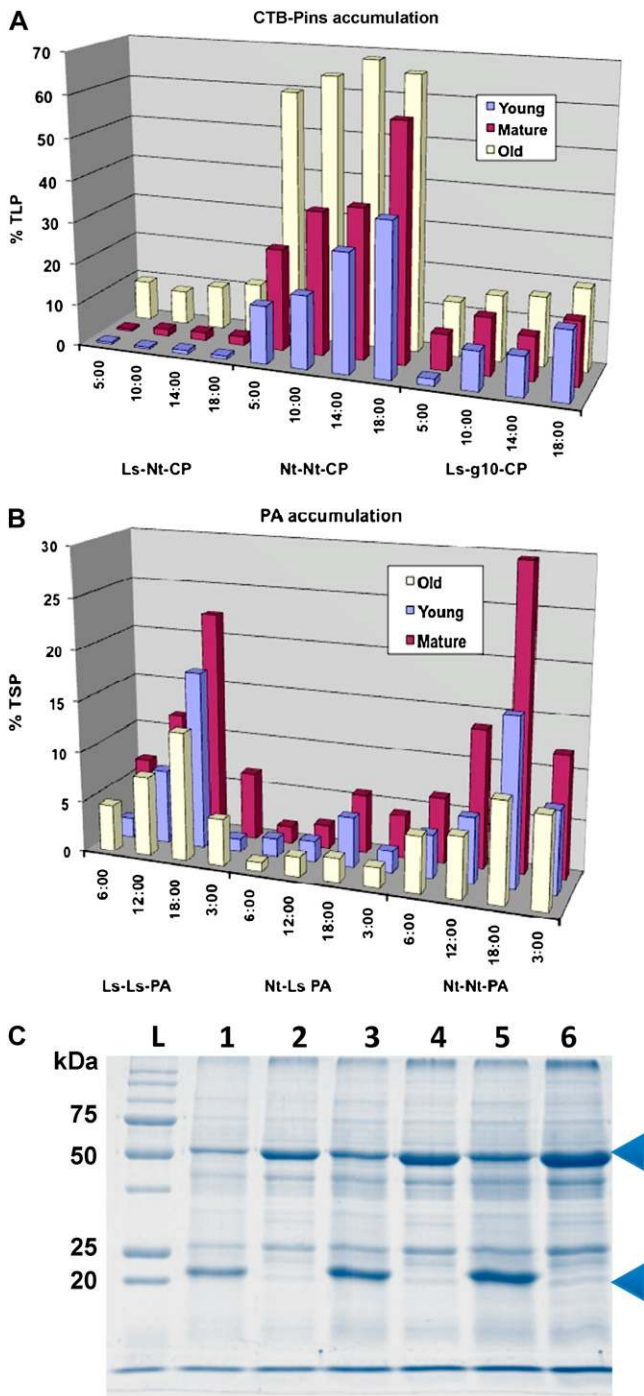 A
CTB-Pins accumulation
% TLP
70
60
50
40
30
20
10
0
Young
Mature
Old
5:00 10:00 14:00 18:00 5:00 10:00 14:00 18:00 5:00 10:00 14:00 18:00
Ls-Nt-CP Nt-Nt-CP Ls-g10-CP
B
PA accumulation
% TSP
30
25
20
15
10
5
0
Old
Young
Mature
6:00 12:00 18:00 3:00 6:00 12:00 18:00 3:00 6:00 12:00 18:00 3:00
Ls-Ls-PA Nt-Ls PA Nt-Nt-PA
C
L 1 2 3 4 5 6
kDa
75
50
25
20